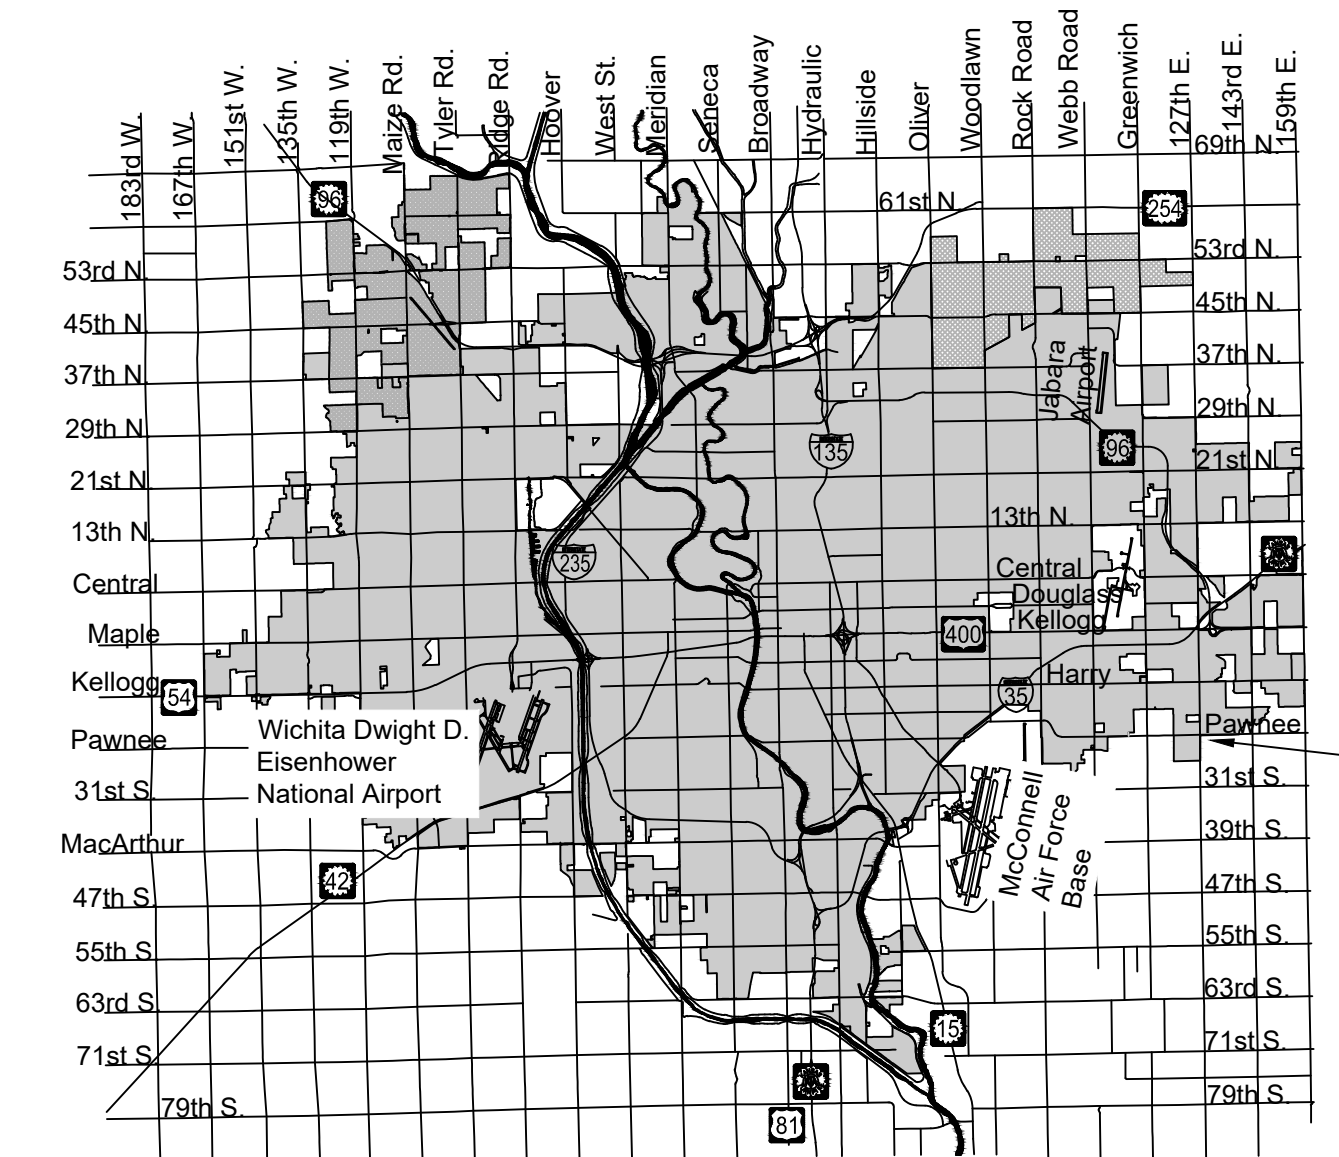 183rd W.
167th W.
151st W.
135th W.
119th W.
Maize Rd.
Tyler Rd.
Ridge Rd.
Hoover
West St.
Meridian
Seneca
Broadway
Hydraulic
Hillside
Oliver
Woodlawn
Rock Road
Webb Road
Greenwich
127th E.
143rd E.
159th E.
69th N.
96
61st N.
254
53rd N.
53rd N.
45th N.
45th N.
37th N.
37th N.
Jabara
Airport
29th N.
29th N.
135
96
21st N.
21st N.
13th N.
13th N.
235
Central
Central
Douglass
Maple
Kellogg
400
Kellogg
Harry
54
35
Wichita Dwight D.
Eisenhower
National Airport
Pawnee
Pawnee
31st S.
31st S.
McConnell
Air Force
Base
MacArthur
39th S.
42
47th S.
47th S.
55th S.
55th S.
63rd S.
63rd S.
15
71st S.
71st S.
79th S.
79th S.
81